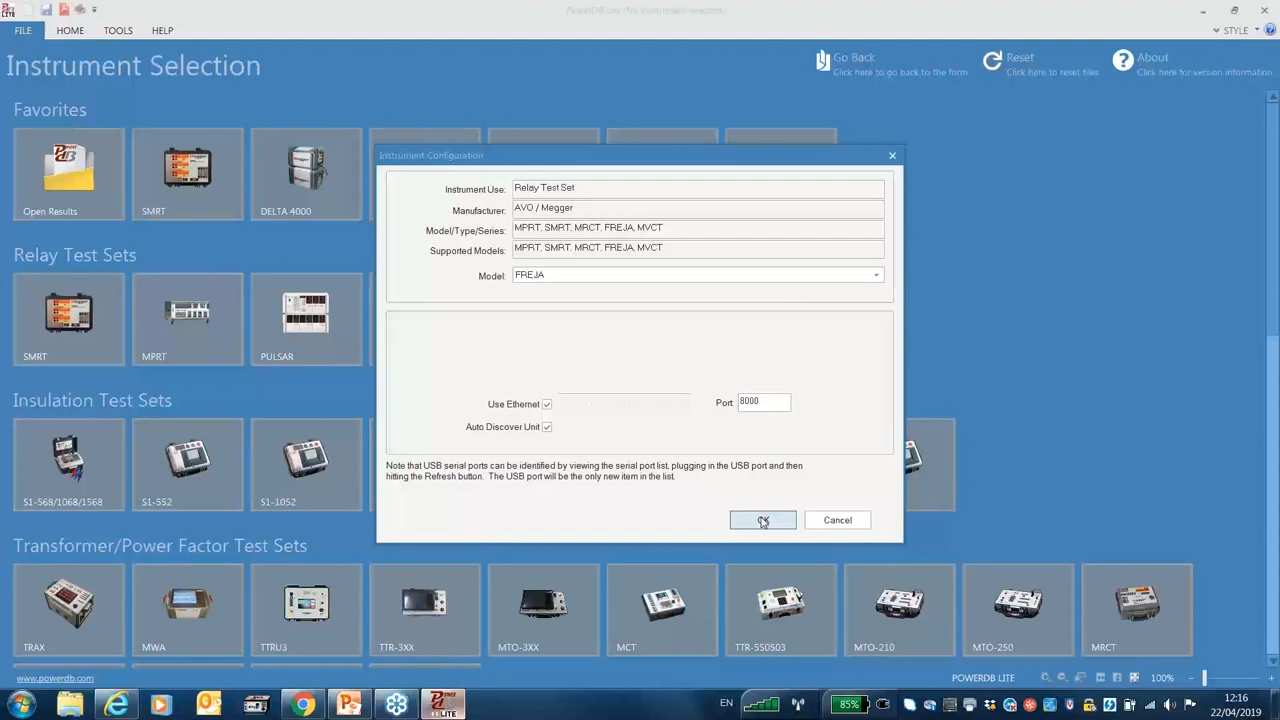 PowerDB Lite
FILE
HOME
TOOLS
HELP
STYLE
Instrument Selection
Go Back
Click here to go back to the form
Reset
Click here to reset files
About
Click here for version information
Favorites
Open Results
SMRT
DELTA 4000
Relay Test Sets
SMRT
MPRT
PULSAR
Insulation Test Sets
S1-568/1068/1568
S1-552
S1-1052
Transformer/Power Factor Test Sets
TRAX
MWA
TTRU3
TTR-3XX
MTO-3XX
MCT
TTR-550503
MTO-210
MTO-250
MRCT
Instrument Configuration
Instrument Use:
Relay Test Set
Manufacturer:
AVO / Megger
Model/Type/Series:
MPRT, SMRT, MRCT, FREJA, MVCT
Supported Models:
MPRT, SMRT, MRCT, FREJA, MVCT
Model:
FREJA
Use Ethernet
Port:
8000
Auto Discover Unit
Note that USB serial ports can be identified by viewing the serial port list, plugging in the USB port and then
hitting the Refresh button. The USB port will be the only new item in the list.
OK
Cancel
www.powerdb.com
POWERDB LITE
100%
EN
85%
12:16
22/04/2019